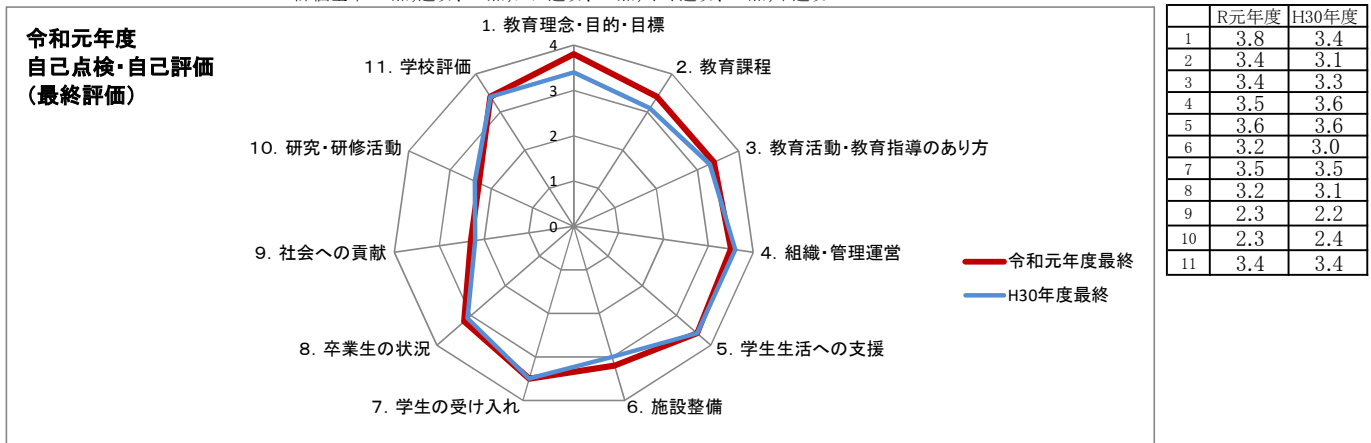 令和元年度
自己点検・自己評価
(最終評価)
1. 教育理念・目的・目標
2. 教育課程
3. 教育活動・教育指導のあり方
4. 組織・管理運営
5. 学生生活への支援
6. 施設整備
7. 学生の受け入れ
8. 卒業生の状況
9. 社会への貢献
10. 研究・研修活動
11. 学校評価
4
3
2
1
0
令和元年度最終
H30年度最終
R元年度 H30年度
1 3.8 3.4
2 3.4 3.1
3 3.4 3.3
4 3.5 3.6
5 3.6 3.6
6 3.2 3.0
7 3.5 3.5
8 3.2 3.1
9 2.3 2.2
10 2.3 2.4
11 3.4 3.4